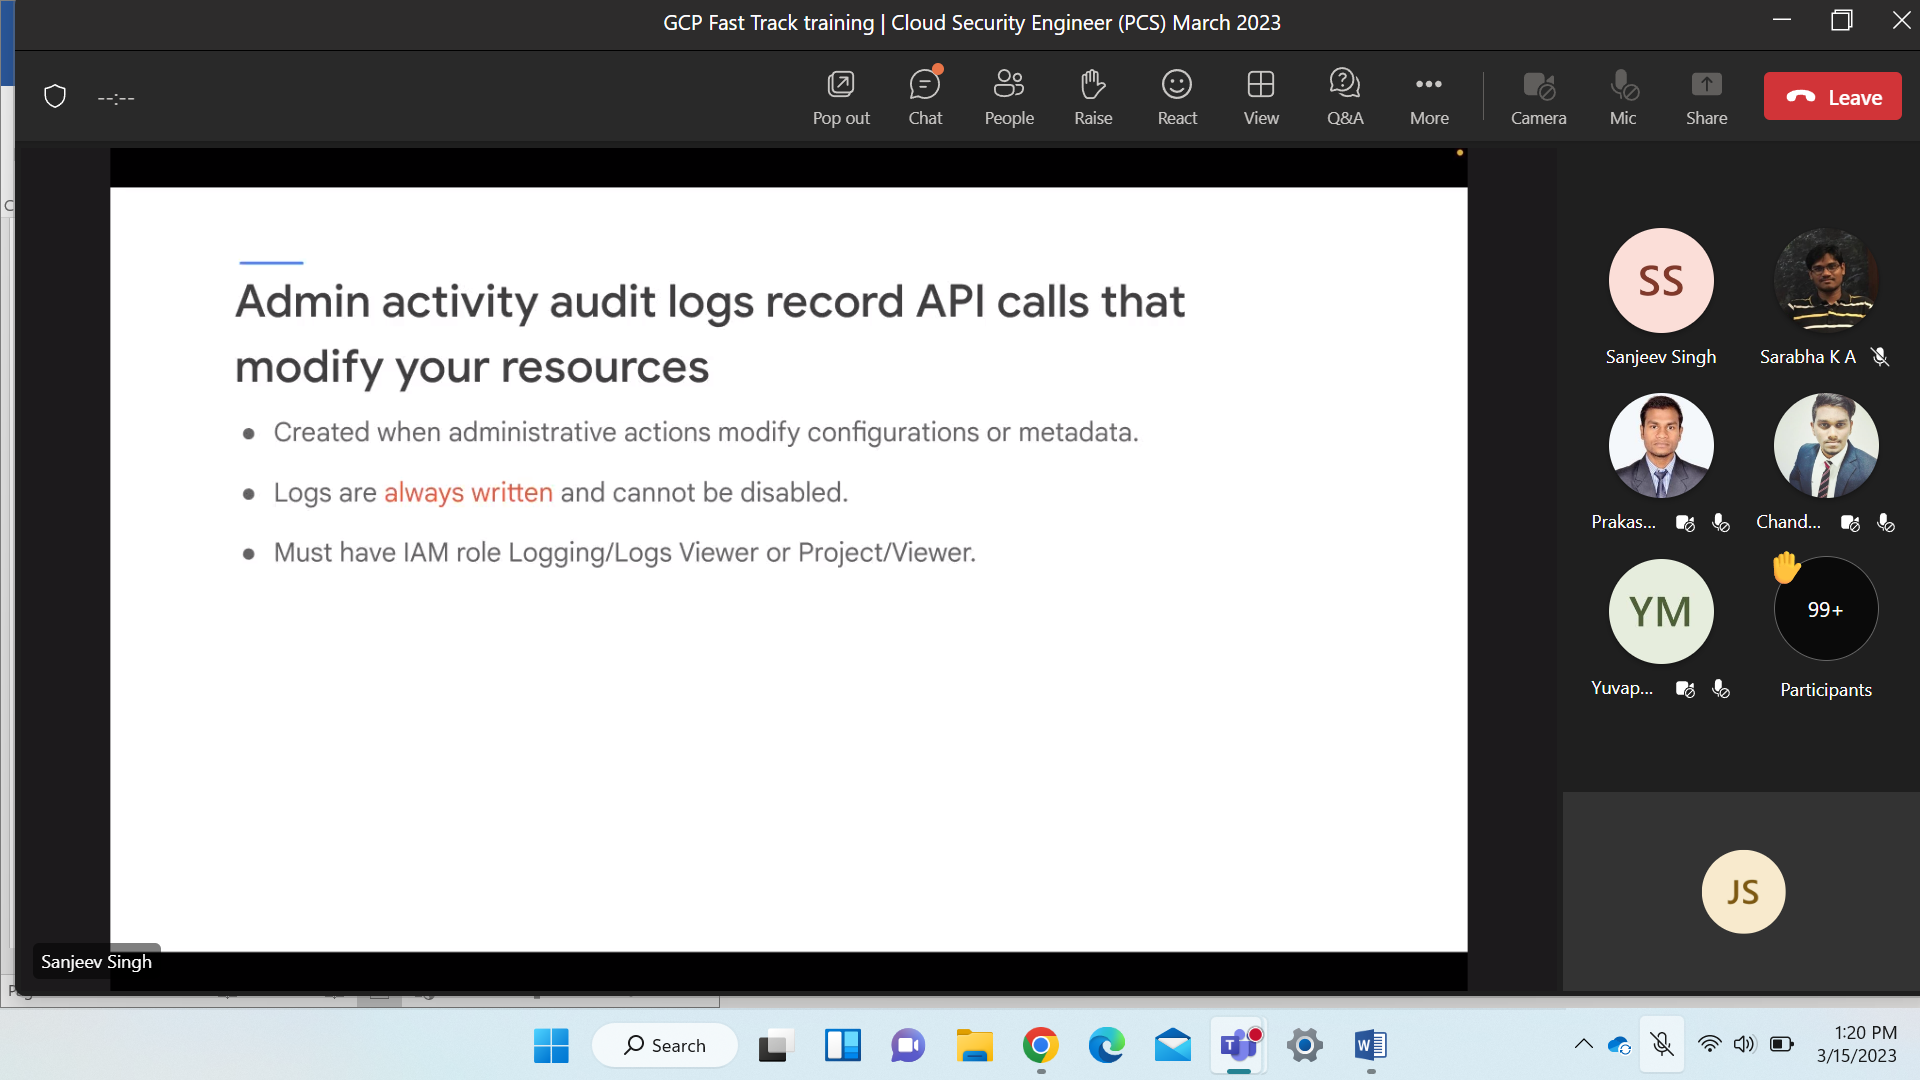 GCP Fast Track training | Cloud Security Engineer (PCS) March 2023
--:--
Pop out
Chat
People
Raise
React
View
Q&A
More
Camera
Mic
Share
Leave
Admin activity audit logs record API calls that
modify your resources
● Created when administrative actions modify configurations or metadata.
● Logs are always written and cannot be disabled.
● Must have IAM role Logging/Logs Viewer or Project/Viewer.
Sanjeev Singh
SS
Sanjeev Singh
Sarabha K A
Prakas...
Chand...
YM
Yuvap...
99+
Participants
JS
Search
1:20 PM
3/15/2023